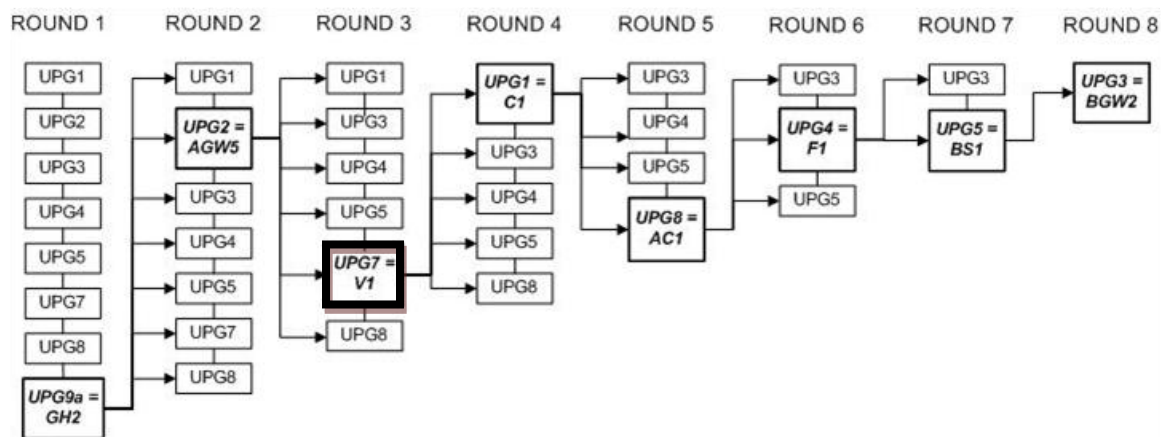 ROUND 1
ROUND 2
ROUND 3
ROUND 4
ROUND 5
ROUND 6
ROUND 7
ROUND 8
UPG1
UPG2
UPG3
UPG4
UPG5
UPG7
UPG8
UPG9a =
GH2
UPG1
UPG2 =
AGW5
UPG3
UPG4
UPG5
UPG7
UPG8
UPG1
UPG3
UPG4
UPG5
UPG7 =
V1
UPG8
UPG1 =
C1
UPG3
UPG4
UPG5
UPG8
UPG3
UPG4
UPG5
UPG8 =
AC1
UPG3
UPG4 =
F1
UPG5
UPG3
UPG5 =
BS1
UPG3 =
BGW2